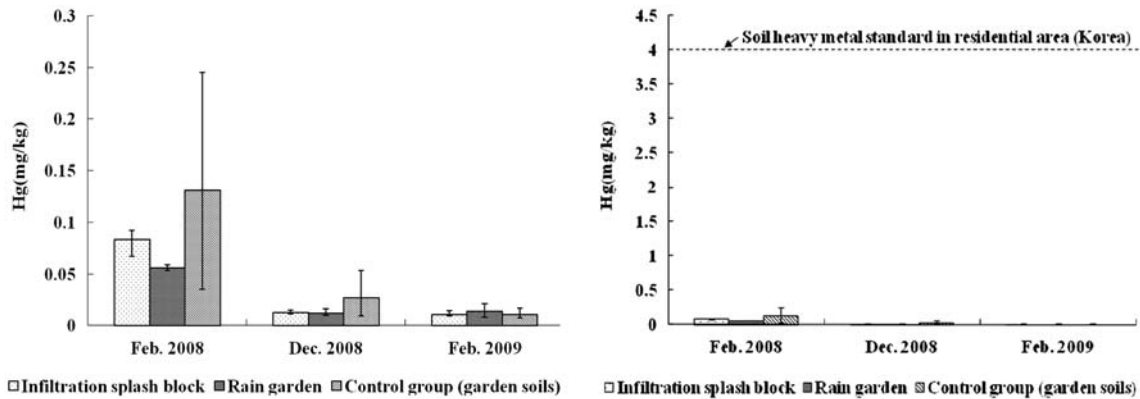 0.3
0.25
0.2
0.15
0.1
0.05
0
Hg(mg/kg)
Feb. 2008 Dec. 2008 Feb. 2009
Infiltration splash block Rain garden Control group (garden soils)
4.5
4
3.5
3
2.5
2
1.5
1
0.5
0
Hg(mg/kg)
Soil heavy metal standard in residential area (Korea)
Feb. 2008 Dec. 2008 Feb. 2009
Infiltration splash block Rain garden Control group (garden soils)